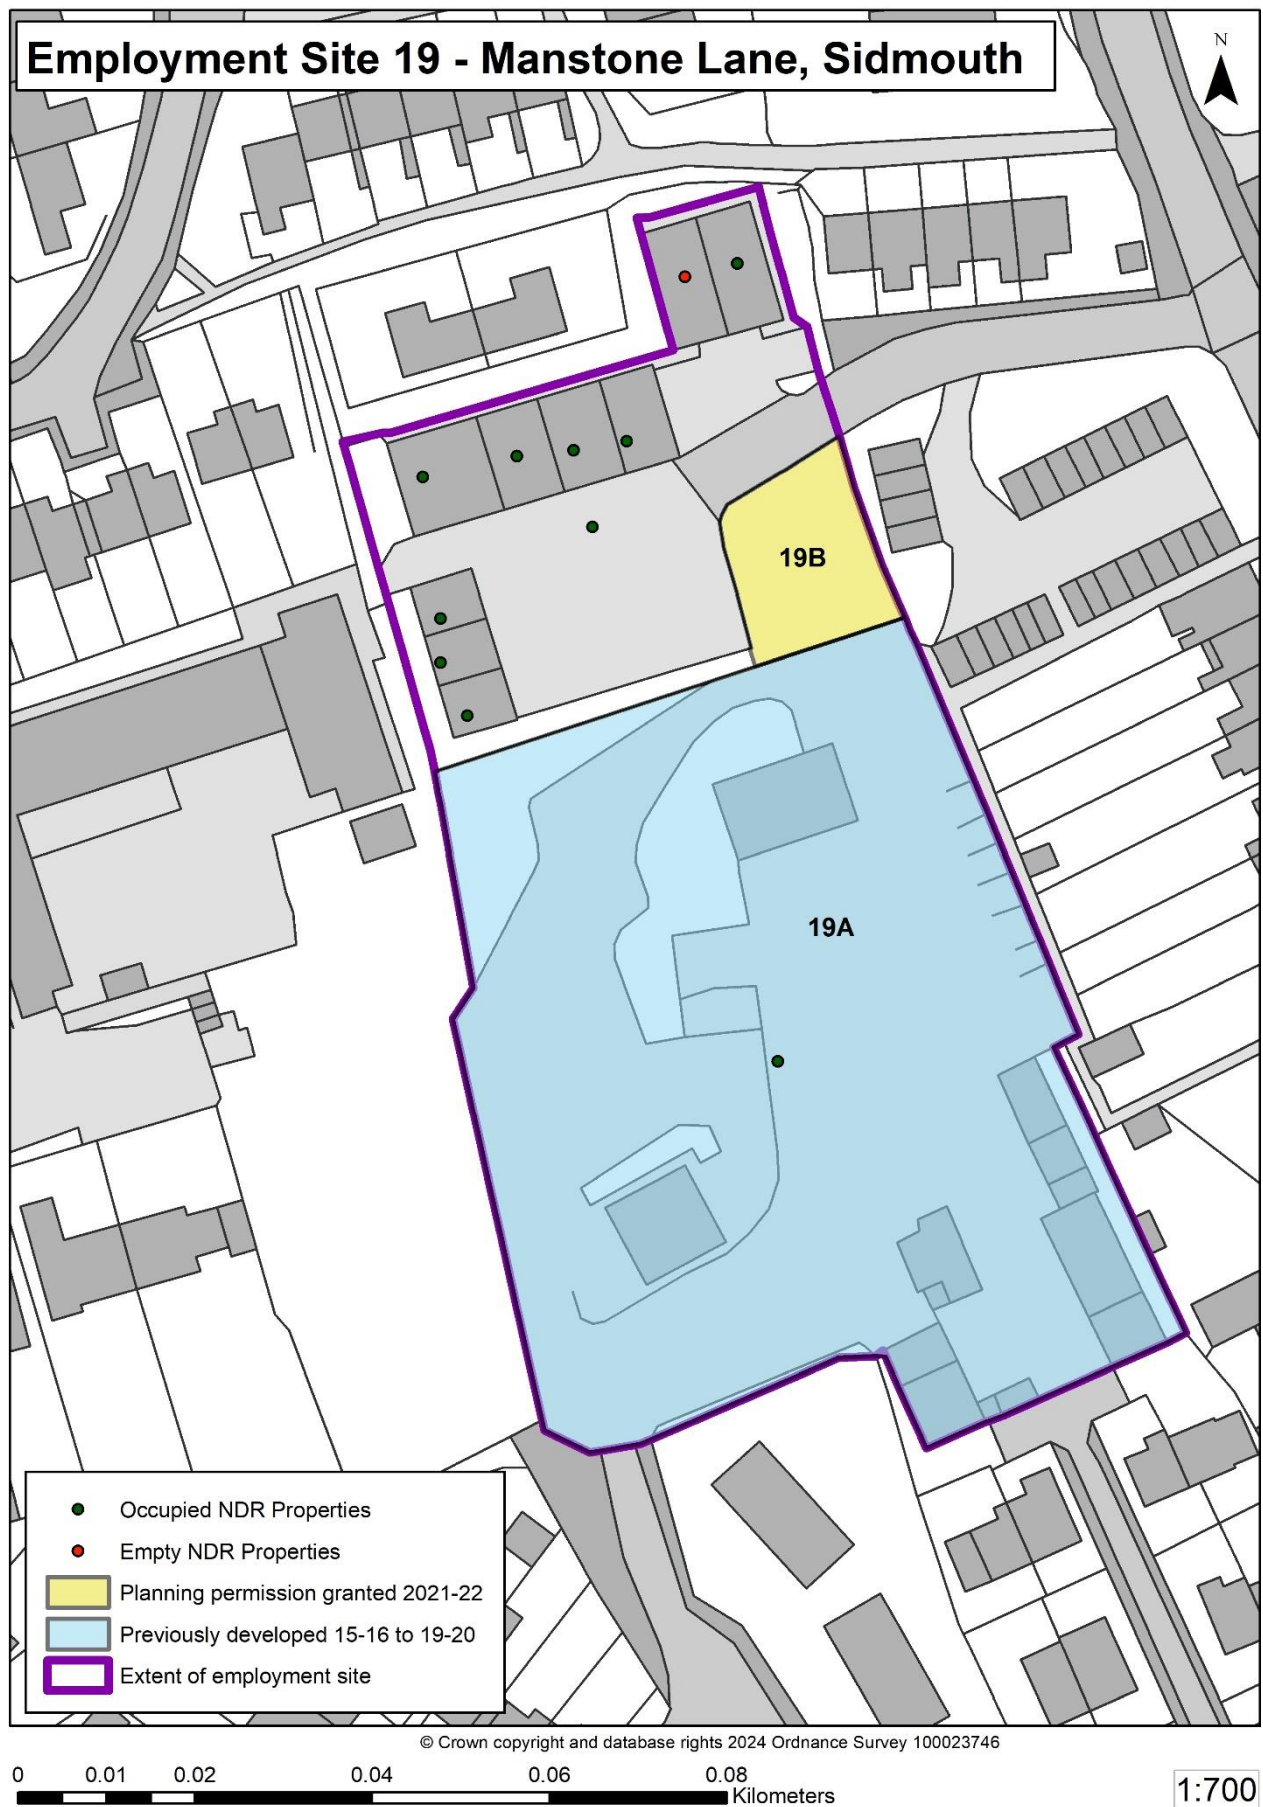 Employment Site 19 - Manstone Lane, Sidmouth
N
19B
19A
Occupied NDR Properties
Empty NDR Properties
Planning permission granted 2021-22
Previously developed 15-16 to 19-20
Extent of employment site
© Crown copyright and database rights 2024 Ordnance Survey 100023746
0 0.01 0.02 0.04 0.06 0.08
Kilometers
1:700